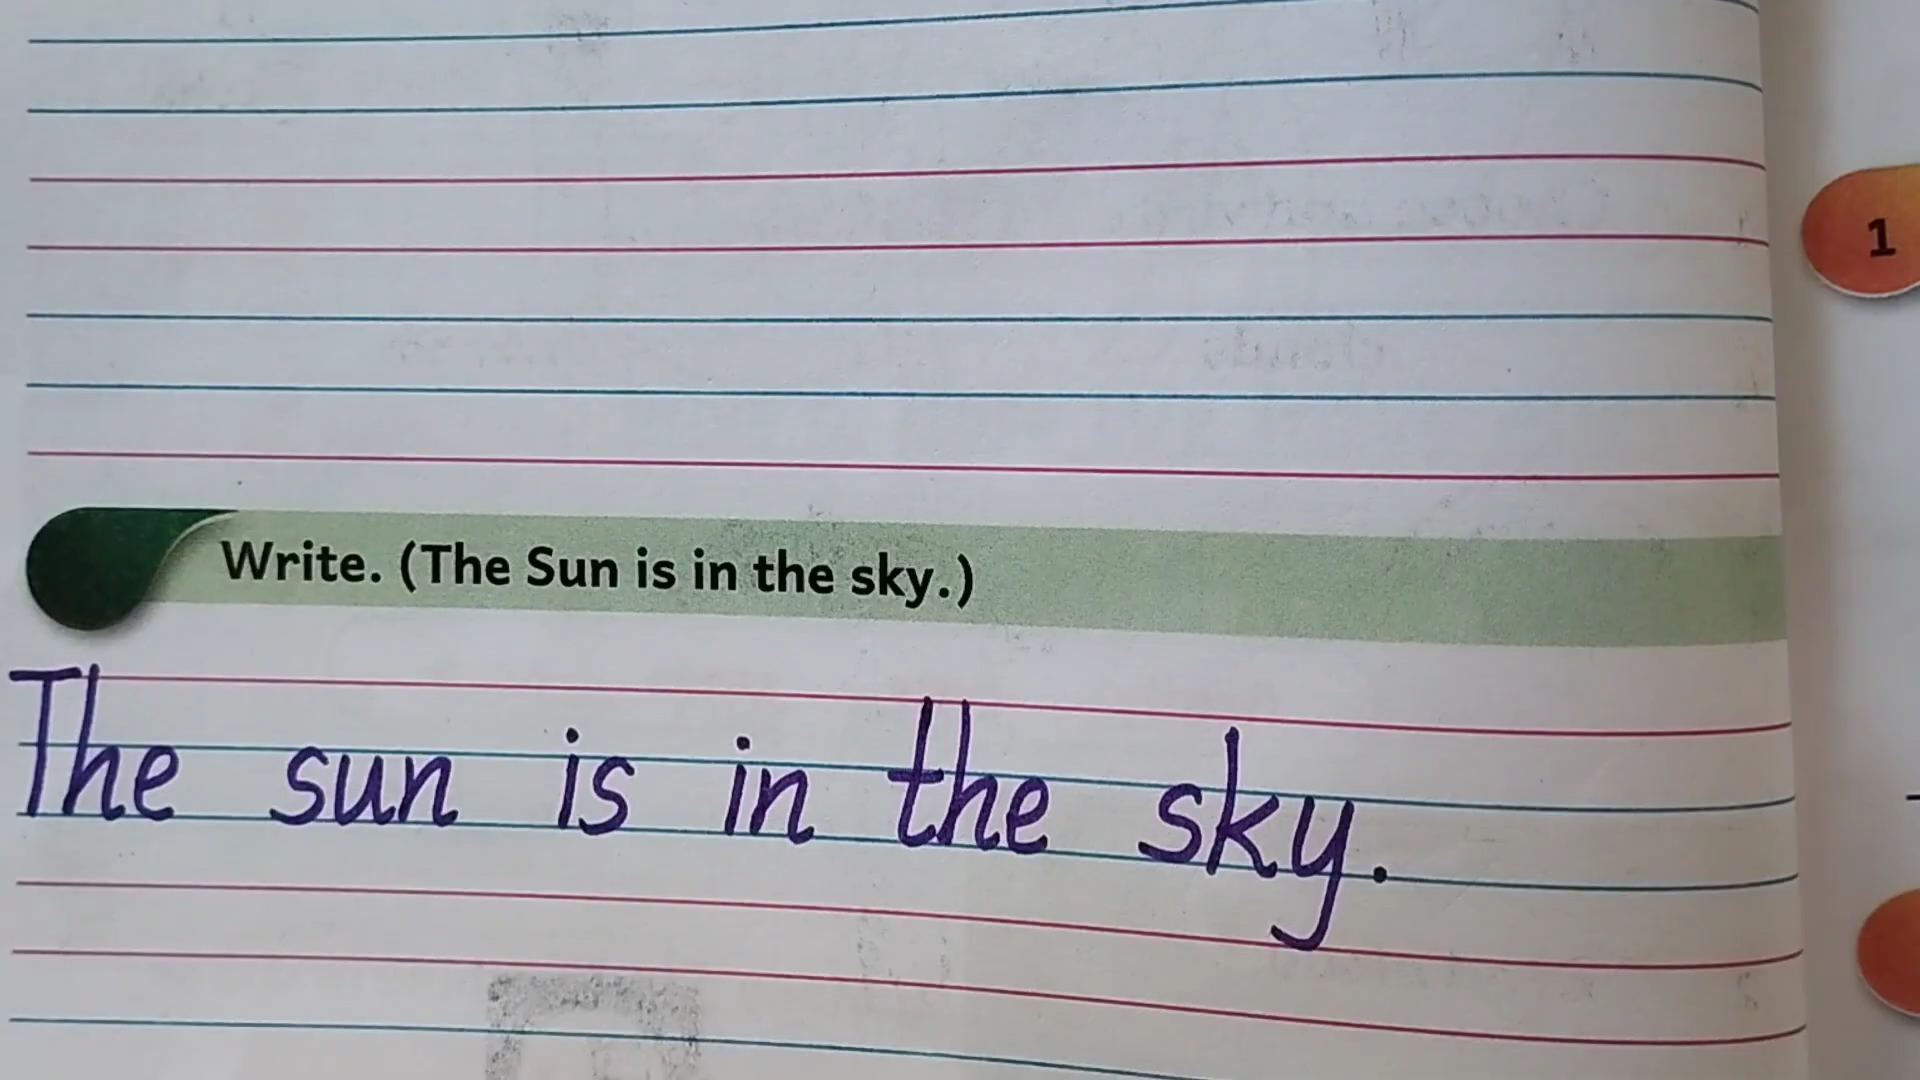 1
Write. (The Sun is in the sky.)
The sun is in the sky.